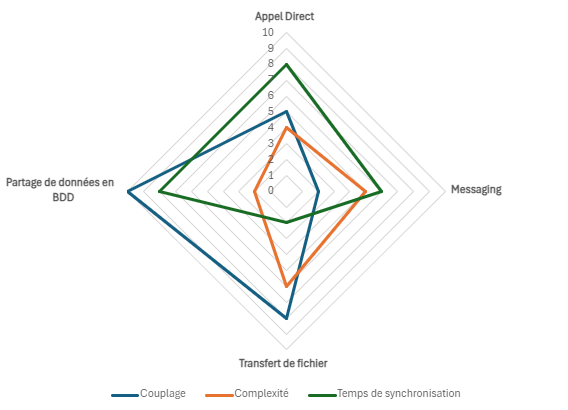 Appel Direct
10
9
8
7
6
5
4
3
2
1
0
Partage de données en
BDD
Messaging
Transfert de fichier
Couplage
Complexité
Temps de synchronisation